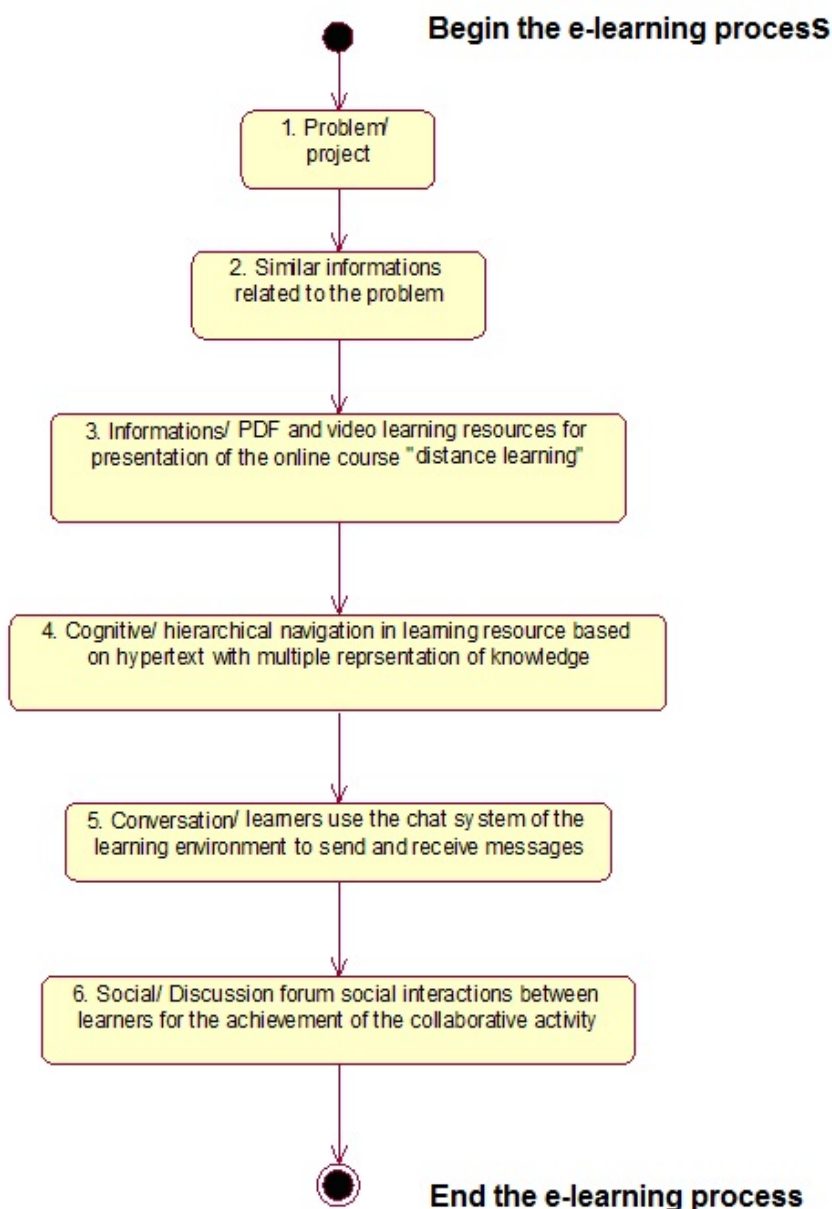 Begin the e-learning process
1. Problem/
project
2. Similar informations
related to the problem
3. Informations/ PDF and video learning resources for
presentation of the online course "distance learning"
4. Cognitive/ hierarchical navigation in learning resource based
on hypertext with multiple reprsentation of knowledge
5. Conversation/ learners use the chat system of the
learning environment to send and receive messages
6. Social/ Discussion forum social interactions between
learners for the achievement of the collaborative activity
End the e-learning process